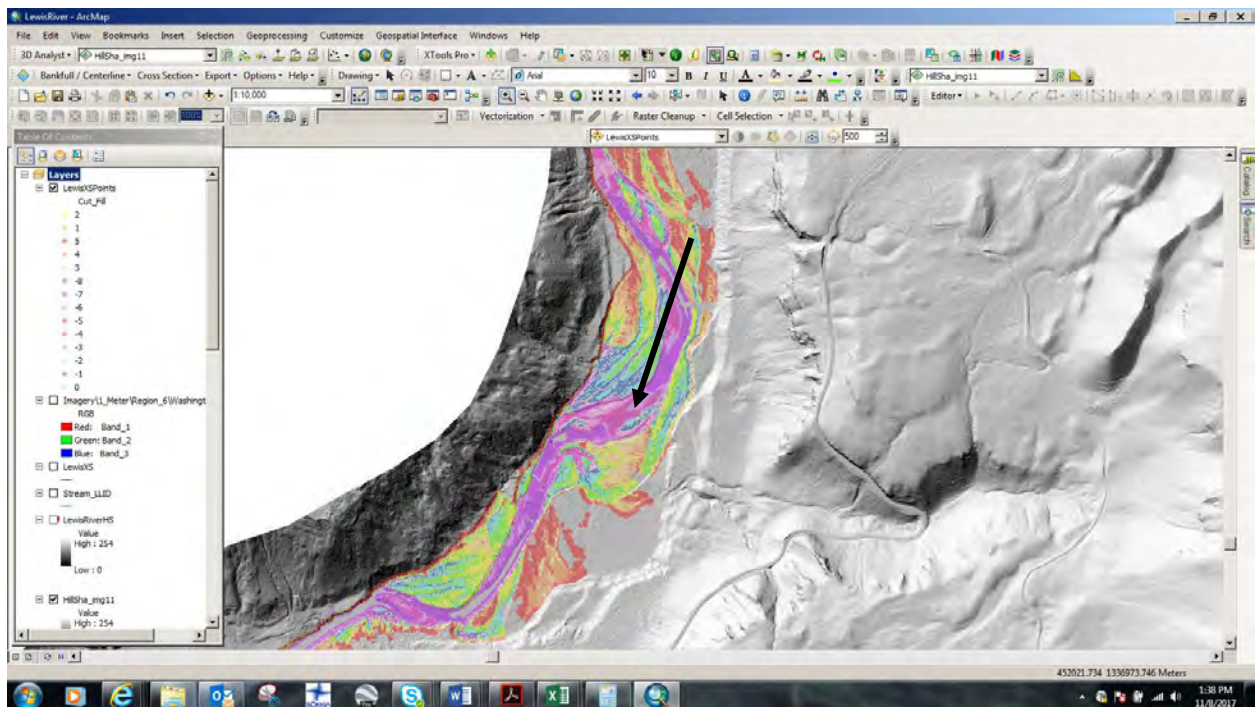 LewisRiver - ArcMap
File Edit View Bookmarks Insert Selection Geoprocessing Customize Geospatial Interface Windows Help
3D Analyst HillSha_img11 XTools Pro
Bankfull / Centerline Cross Section Export Options Help Drawing A Arial 10 B I U A HillSha_img11
1:10,000 Editor
100% Vectorization Raster Cleanup Cell Selection
Table Of Contents LewisXSPoints 500
Layers
LewisXSPoints
Cut_Fill
2
1
5
4
3
-8
-7
-6
-5
-4
-3
-2
-1
0
Imagery\1_Meter\Region_6\Washingt
RGB
Red: Band_1
Green: Band_2
Blue: Band_3
LewisXS
Stream_LLID
LewisRiverHS
Value
High : 254
Low : 0
HillSha_img11
Value
High : 254
Catalog
Search
452021.734 1336973.746 Meters
1:38 PM
11/8/2017